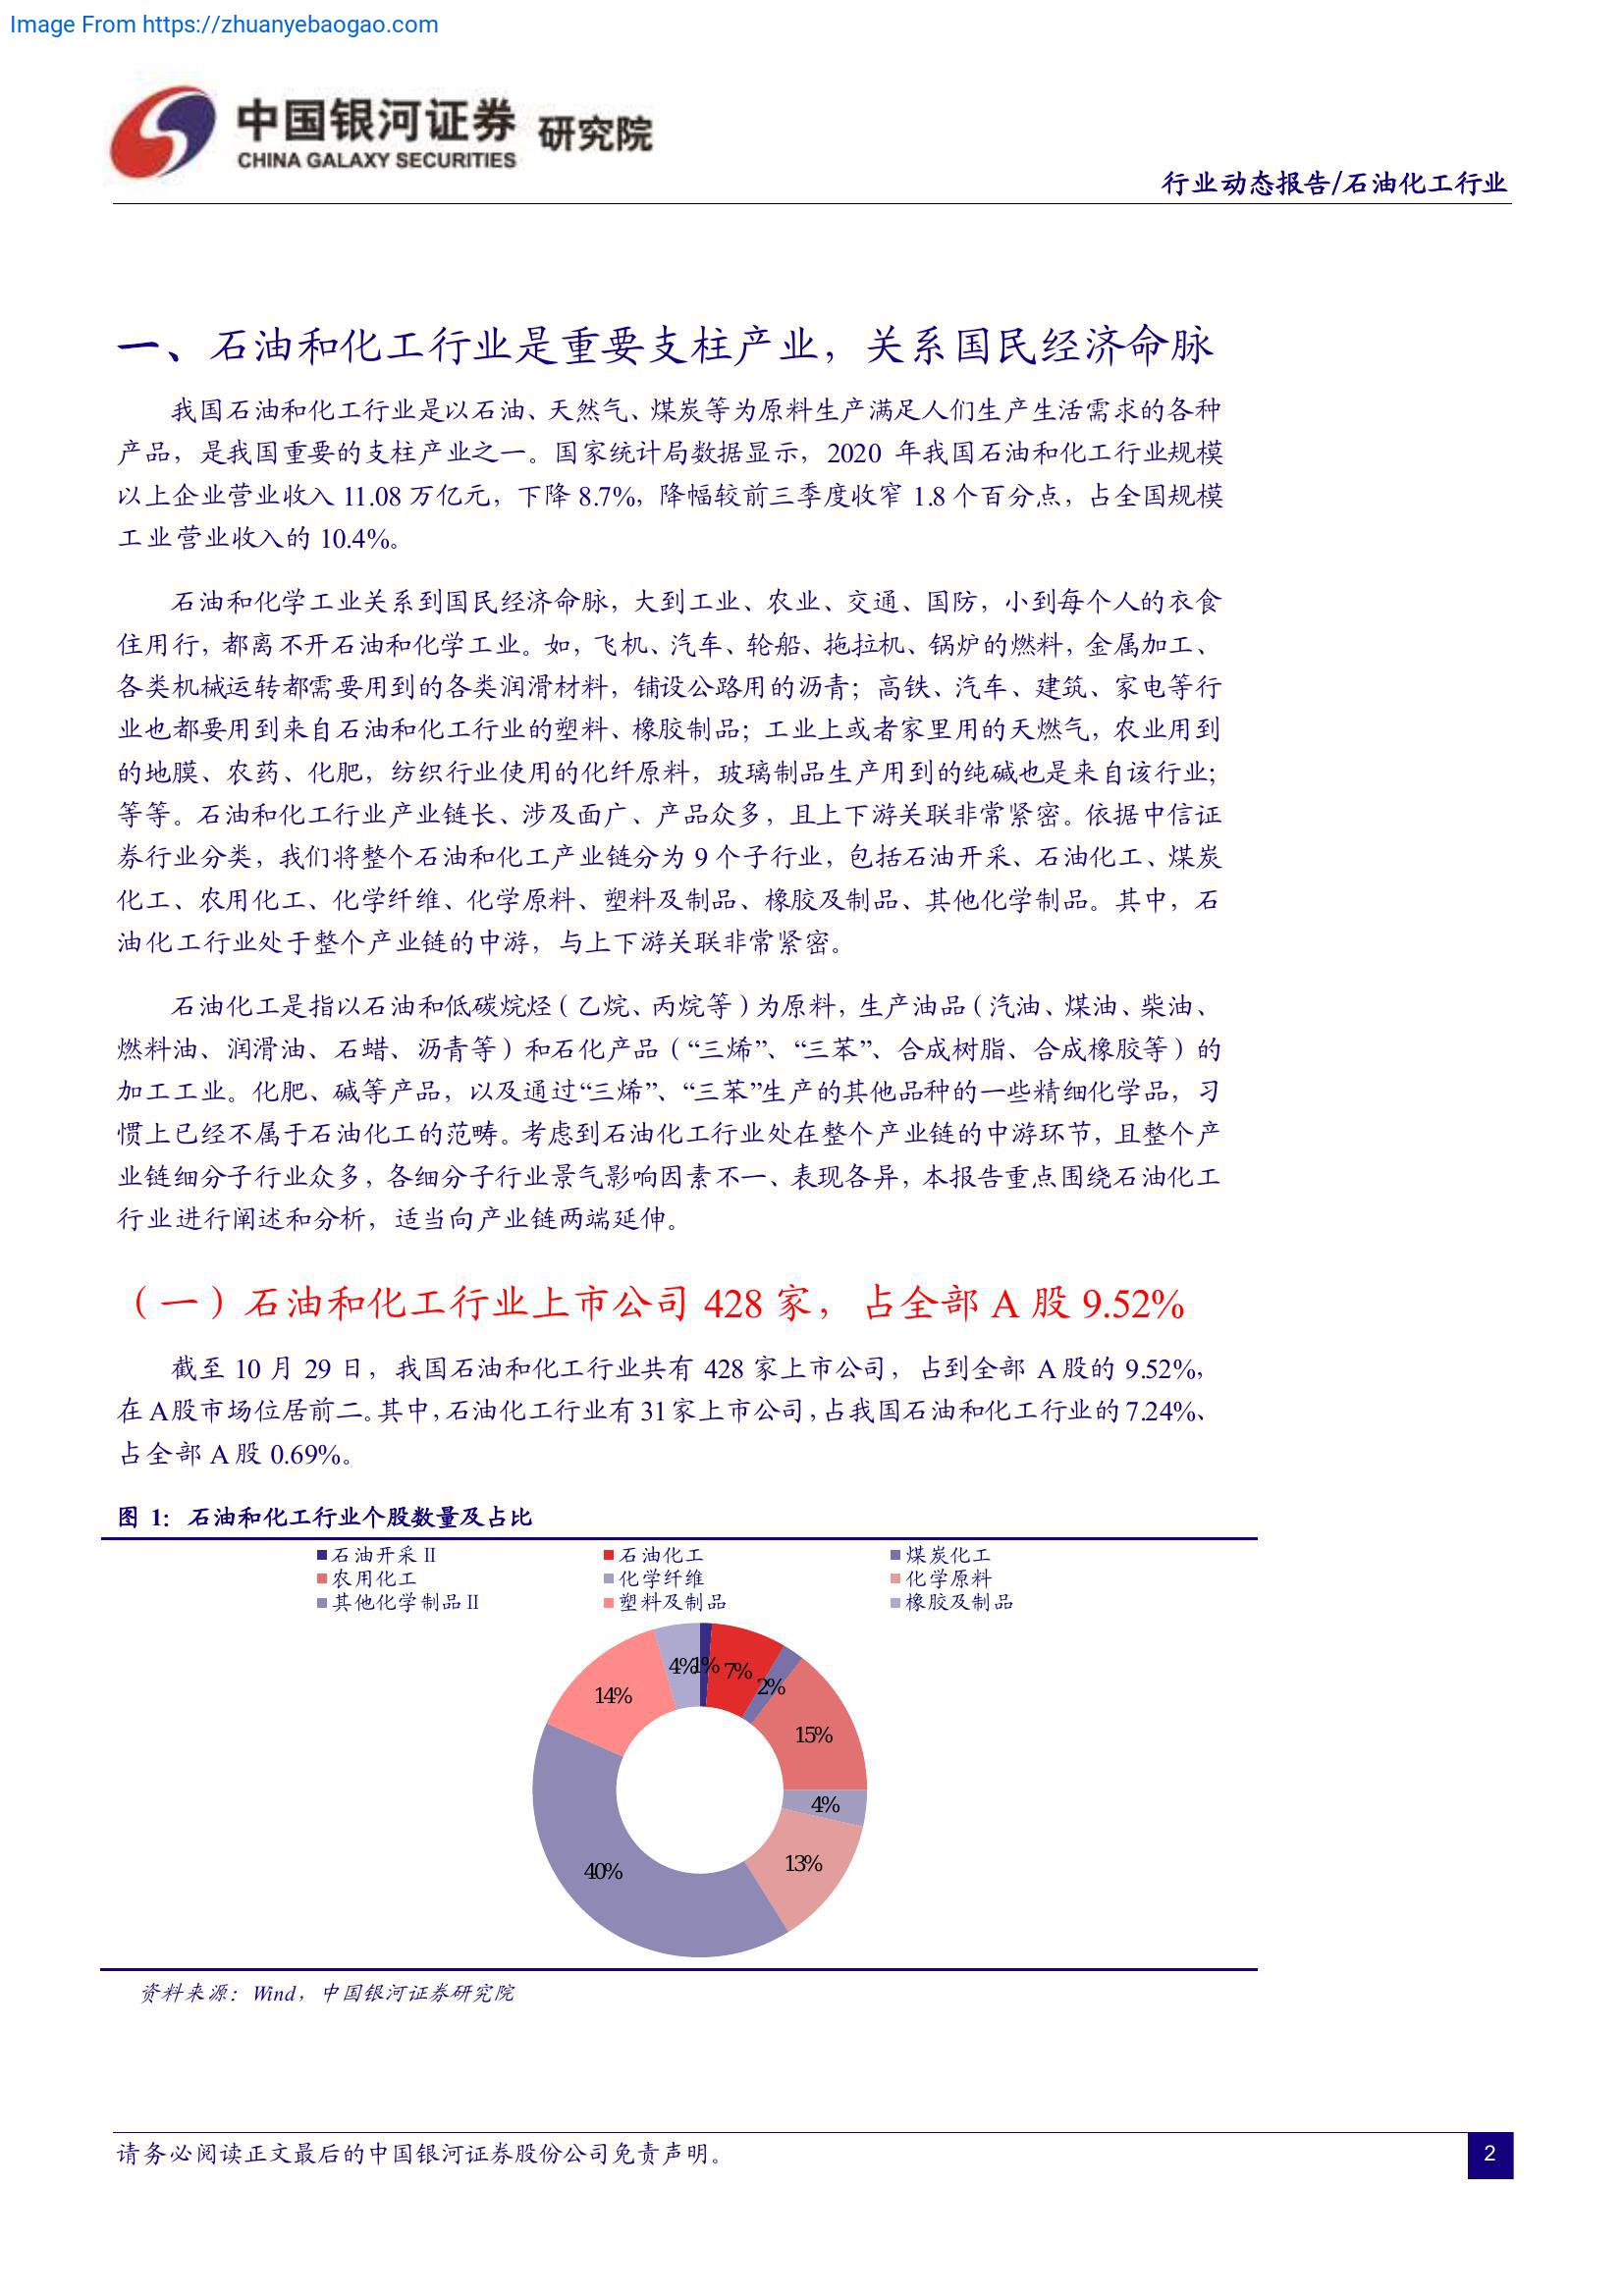 Image From https://zhuanyebaogao.com
中国银河证券 研究院
CHINA GALAXY SECURITIES
行业动态报告/石油化工行业
一、石油和化工行业是重要支柱产业，关系国民经济命脉
我国石油和化工行业是以石油、天然气、煤炭等为原料生产满足人们生产生活需求的各种
产品，是我国重要的支柱产业之一。国家统计局数据显示，2020 年我国石油和化工行业规模
以上企业营业收入 11.08 万亿元，下降 8.7%，降幅较前三季度收窄 1.8 个百分点，占全国规模
工业营业收入的 10.4%。
石油和化学工业关系到国民经济命脉，大到工业、农业、交通、国防，小到每个人的衣食
住用行，都离不开石油和化学工业。如，飞机、汽车、轮船、拖拉机、锅炉的燃料，金属加工、
各类机械运转都需要用到的各类润滑材料，铺设公路用的沥青；高铁、汽车、建筑、家电等行
业也都要用到来自石油和化工行业的塑料、橡胶制品；工业上或者家里用的天燃气，农业用到
的地膜、农药、化肥，纺织行业使用的化纤原料，玻璃制品生产用到的纯碱也是来自该行业；
等等。石油和化工行业产业链长、涉及面广、产品众多，且上下游关联非常紧密。依据中信证
券行业分类，我们将整个石油和化工产业链分为 9 个子行业，包括石油开采、石油化工、煤炭
化工、农用化工、化学纤维、化学原料、塑料及制品、橡胶及制品、其他化学制品。其中，石
油化工行业处于整个产业链的中游，与上下游关联非常紧密。
石油化工是指以石油和低碳烷烃（乙烷、丙烷等）为原料，生产油品（汽油、煤油、柴油、
燃料油、润滑油、石蜡、沥青等）和石化产品（“三烯”、“三苯”、合成树脂、合成橡胶等）的
加工工业。化肥、碱等产品，以及通过“三烯”、“三苯”生产的其他品种的一些精细化学品，习
惯上已经不属于石油化工的范畴。考虑到石油化工行业处在整个产业链的中游环节，且整个产
业链细分子行业众多，各细分子行业景气影响因素不一、表现各异，本报告重点围绕石油化工
行业进行阐述和分析，适当向产业链两端延伸。
（一）石油和化工行业上市公司 428 家，占全部 A 股 9.52%
截至 10 月 29 日，我国石油和化工行业共有 428 家上市公司，占到全部 A 股的 9.52%，
在 A 股市场位居前二。其中，石油化工行业有 31 家上市公司，占我国石油和化工行业的 7.24%、
占全部 A 股 0.69%。
图 1：石油和化工行业个股数量及占比
石油开采Ⅱ 石油化工 煤炭化工
农用化工 化学纤维 化学原料
其他化学制品Ⅱ 塑料及制品 橡胶及制品
4% 1% 7% 2%
14%
15%
4%
13%
40%
资料来源：Wind，中国银河证券研究院
请务必阅读正文最后的中国银河证券股份公司免责声明。
2